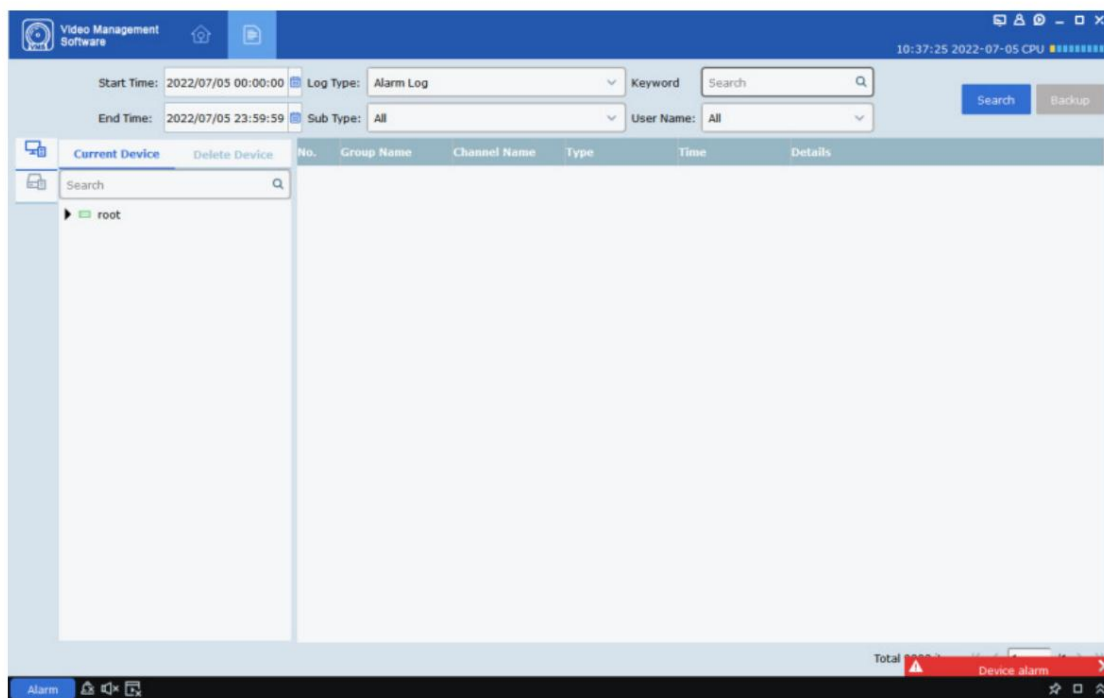 Video Management
Software
10:37:25 2022-07-05 CPU
Start Time: 2022/07/05 00:00:00 Log Type: Alarm Log Keyword Search
Search Backup
End Time: 2022/07/05 23:59:59 Sub Type: All User Name: All
Current Device Delete Device No. Group Name Channel Name Type Time Details
Search
root
Total
Device alarm
Alarm